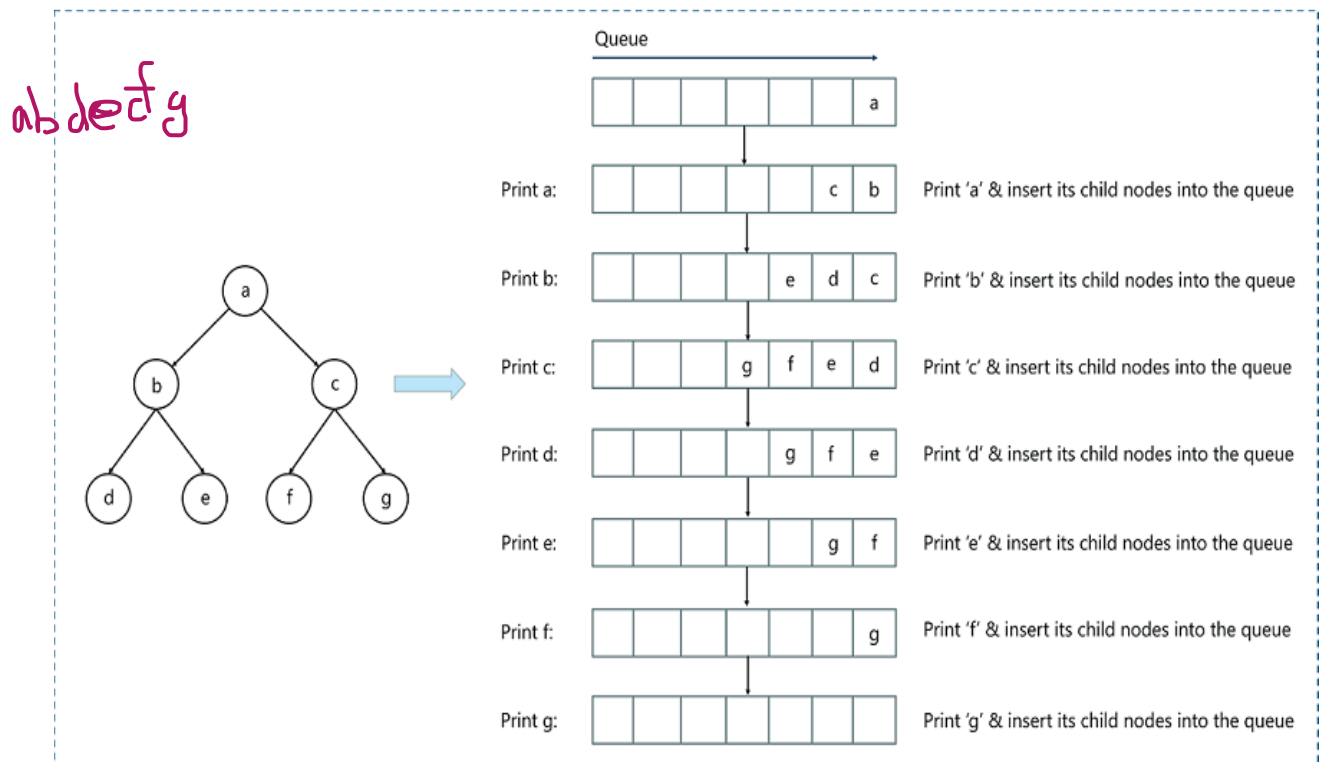 Queue
abdecfg
a
Print a: c b Print 'a' & insert its child nodes into the queue
Print b: e d c Print 'b' & insert its child nodes into the queue
a
Print c: g f e d Print 'c' & insert its child nodes into the queue
b c
Print d: g f e Print 'd' & insert its child nodes into the queue
d e f g
Print e: g f Print 'e' & insert its child nodes into the queue
Print f: g Print 'f' & insert its child nodes into the queue
Print g: Print 'g' & insert its child nodes into the queue